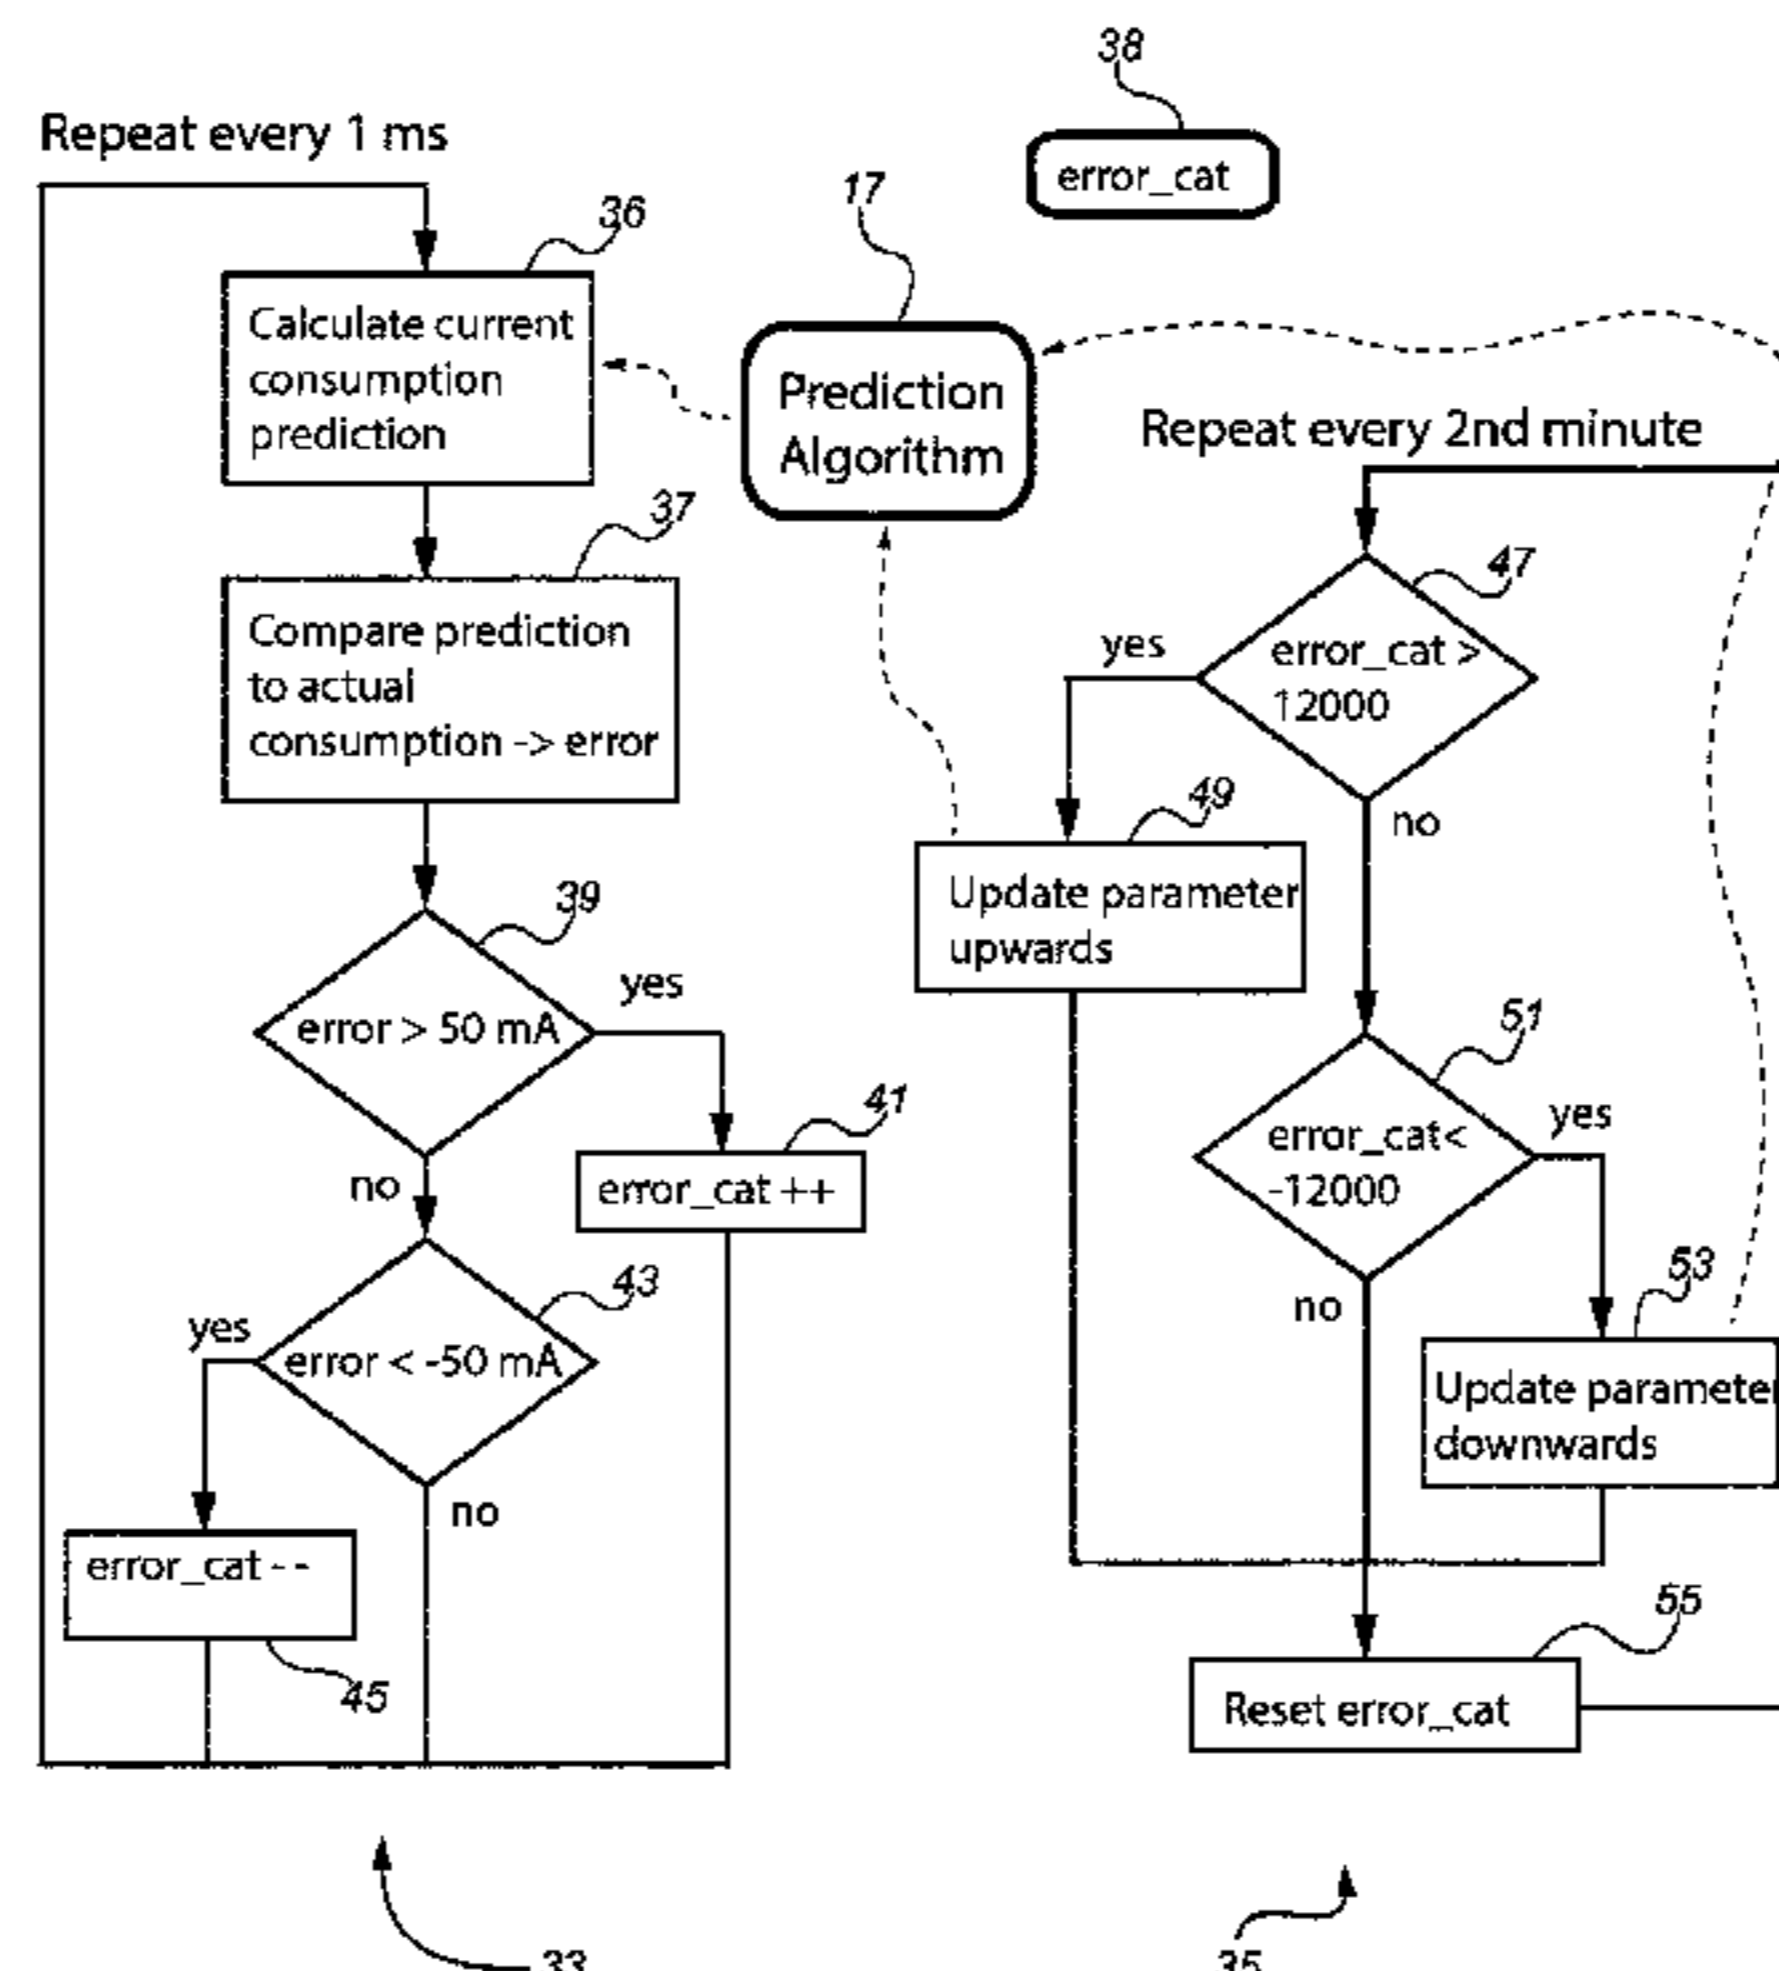 38
error_cat
Repeat every 1 ms
36
Calculate current
consumption
prediction
17
Prediction
Algorithm
37
Compare prediction
to actual
consumption -> error
39
error > 50 mA
yes
no
41
error_cat ++
43
error < -50 mA
yes
no
error_cat - -
45
33
Repeat every 2nd minute
47
error_cat >
12000
yes
no
49
Update parameter
upwards
51
error_cat<
-12000
yes
no
53
Update parameter
downwards
55
Reset error_cat
35